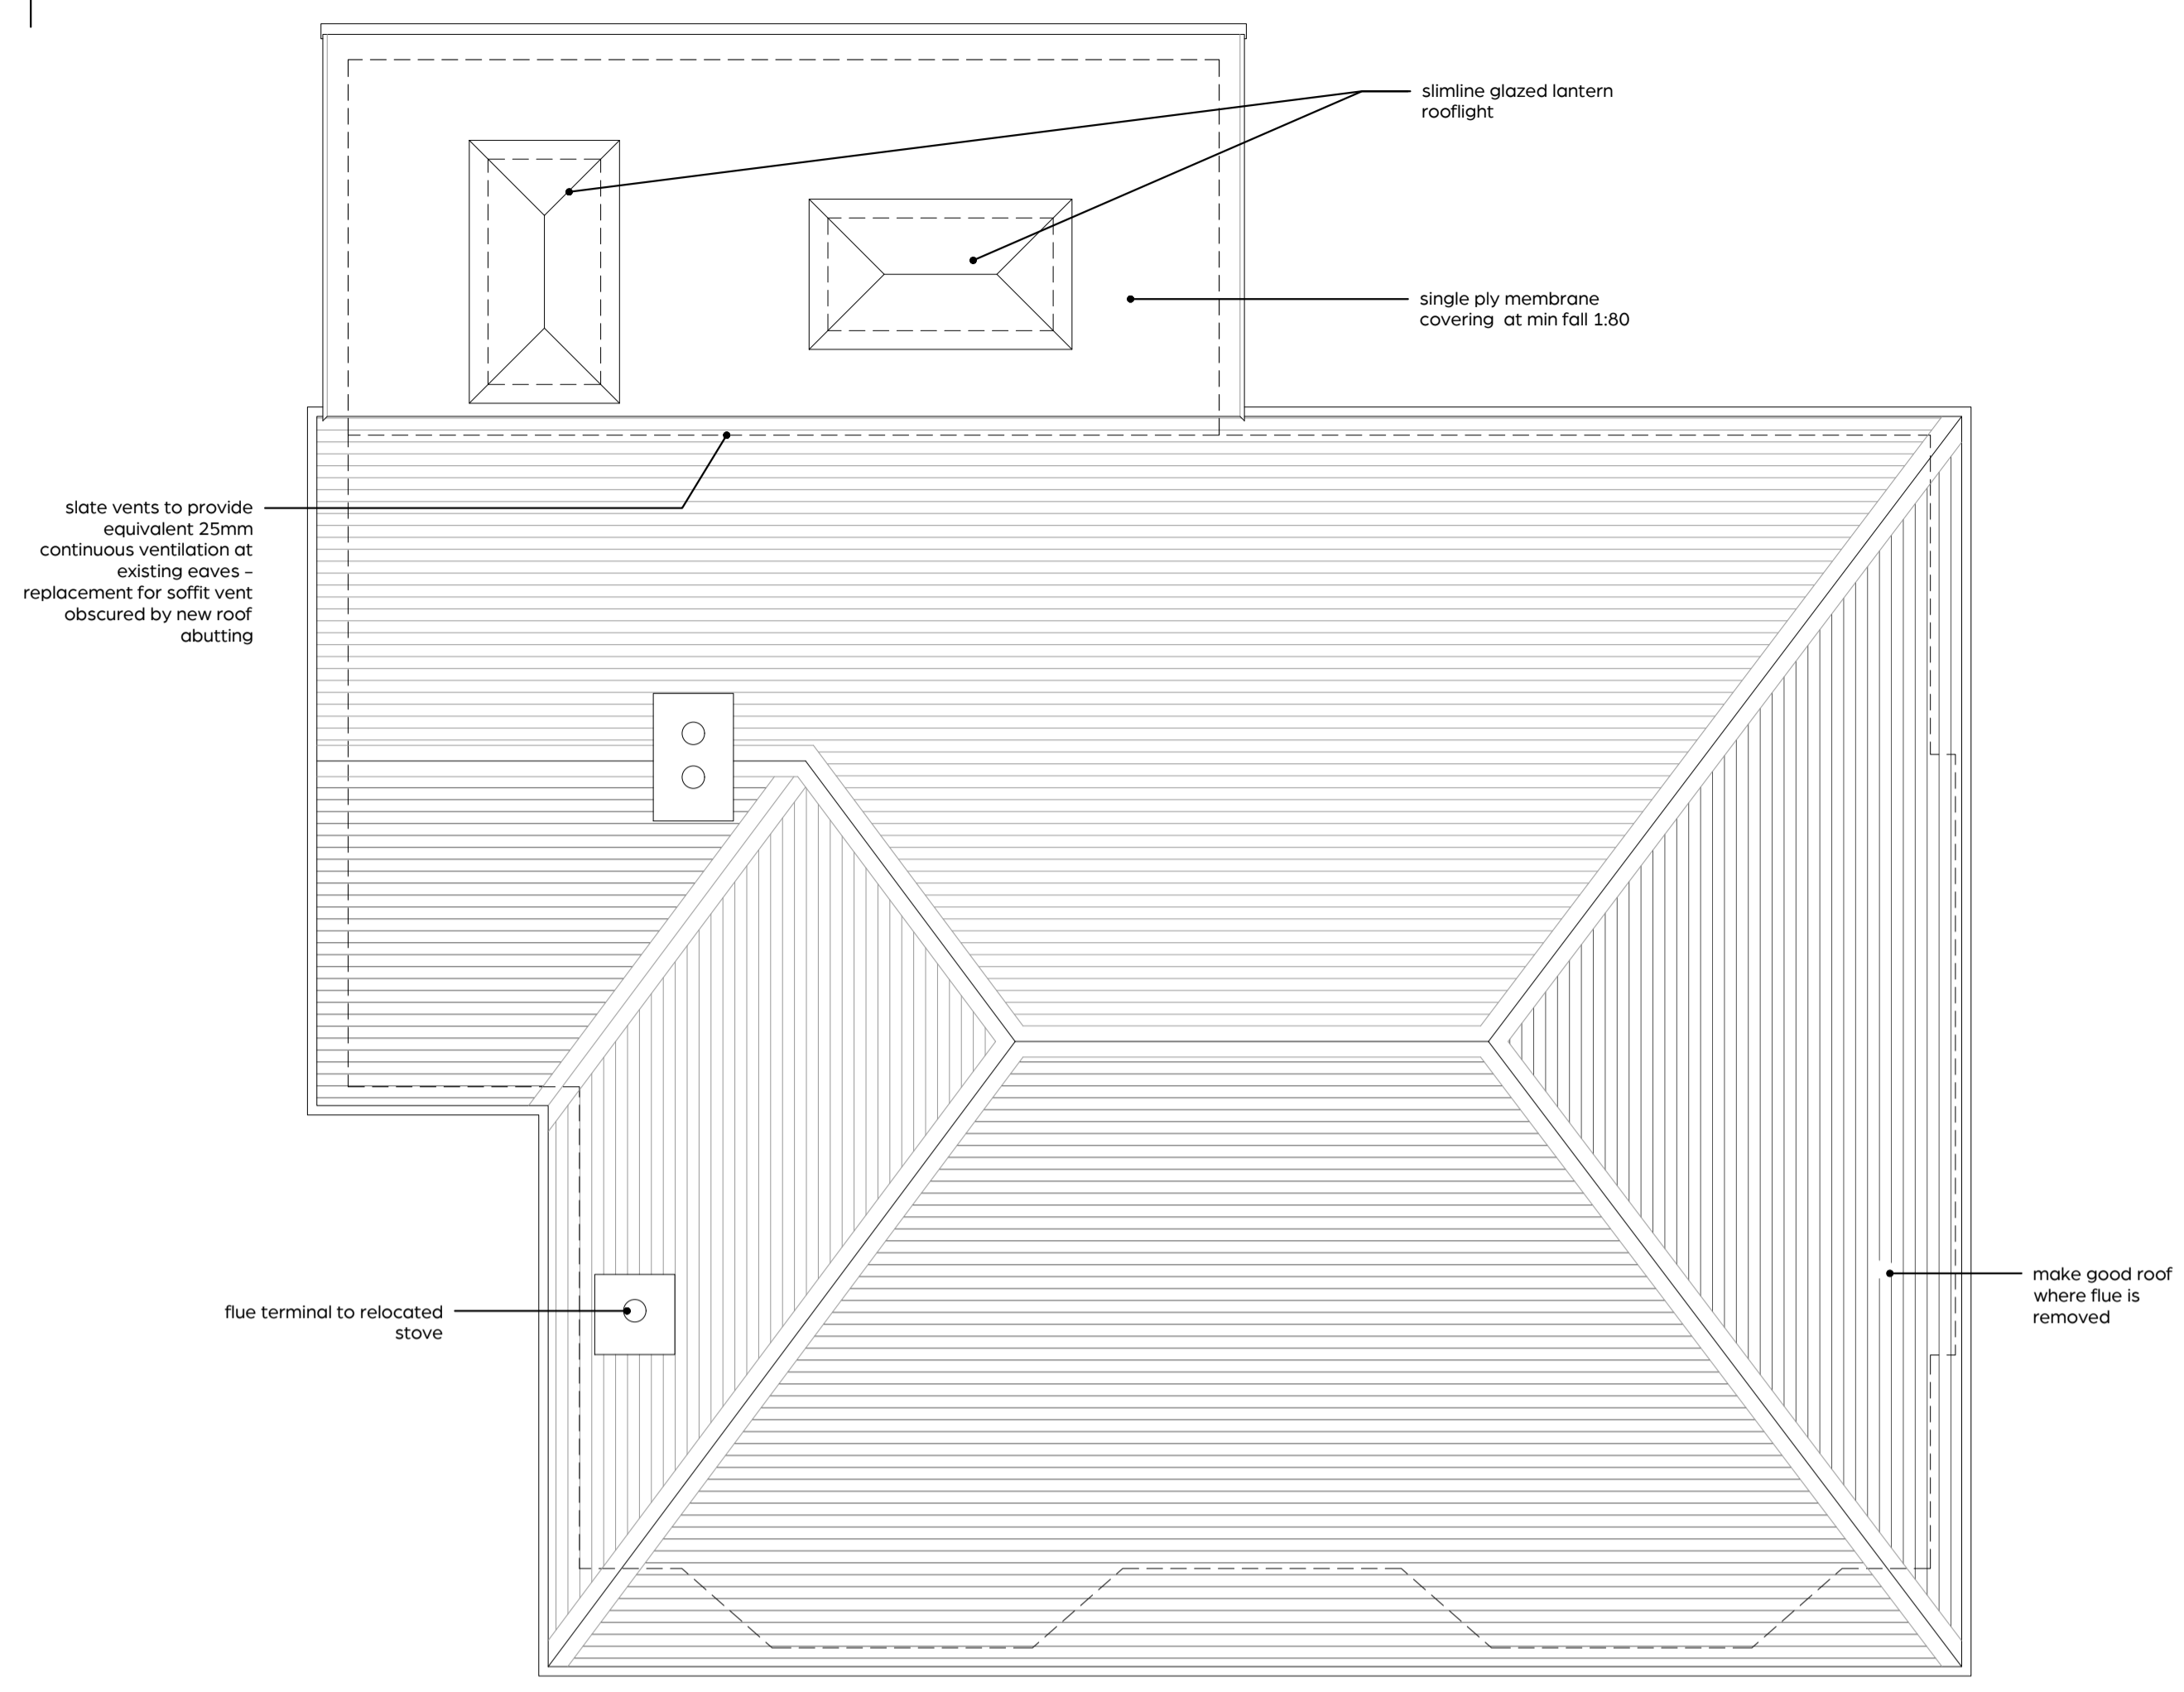 slimline glazed lantern
rooflight
single ply membrane
covering  at min fall 1:80
slate vents to provide
equivalent 25mm
continuous ventilation at
existing eaves –
replacement for soffit vent
obscured by new roof
abutting
make good roof
where flue is
removed
flue terminal to relocated
stove